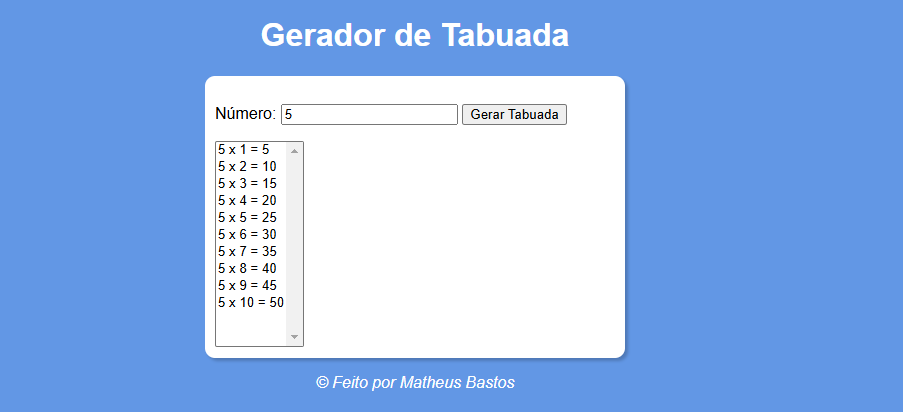 Gerador de Tabuada
Número: 5 Gerar Tabuada
5 x 1 = 5
5 x 2 = 10
5 x 3 = 15
5 x 4 = 20
5 x 5 = 25
5 x 6 = 30
5 x 7 = 35
5 x 8 = 40
5 x 9 = 45
5 x 10 = 50
© Feito por Matheus Bastos